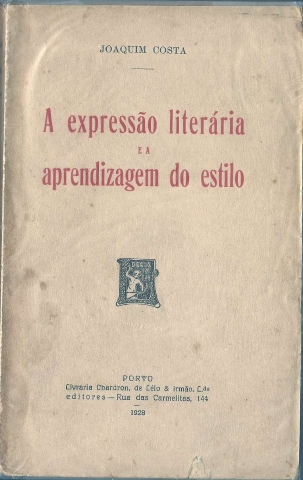 JOAQUIM COSTA
A expressão literária
E A
aprendizagem do estilo
PORTO
Livraria Chardron, de Lélo & Irmão, L.da
editores — Rua das Carmelitas, 144
1928